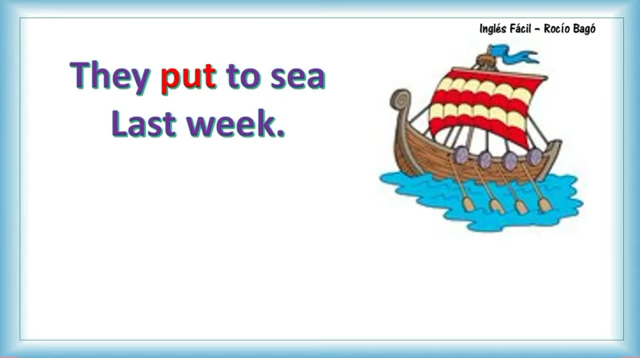 Inglés Fácil – Rocío Bagó
They put to sea
Last week.